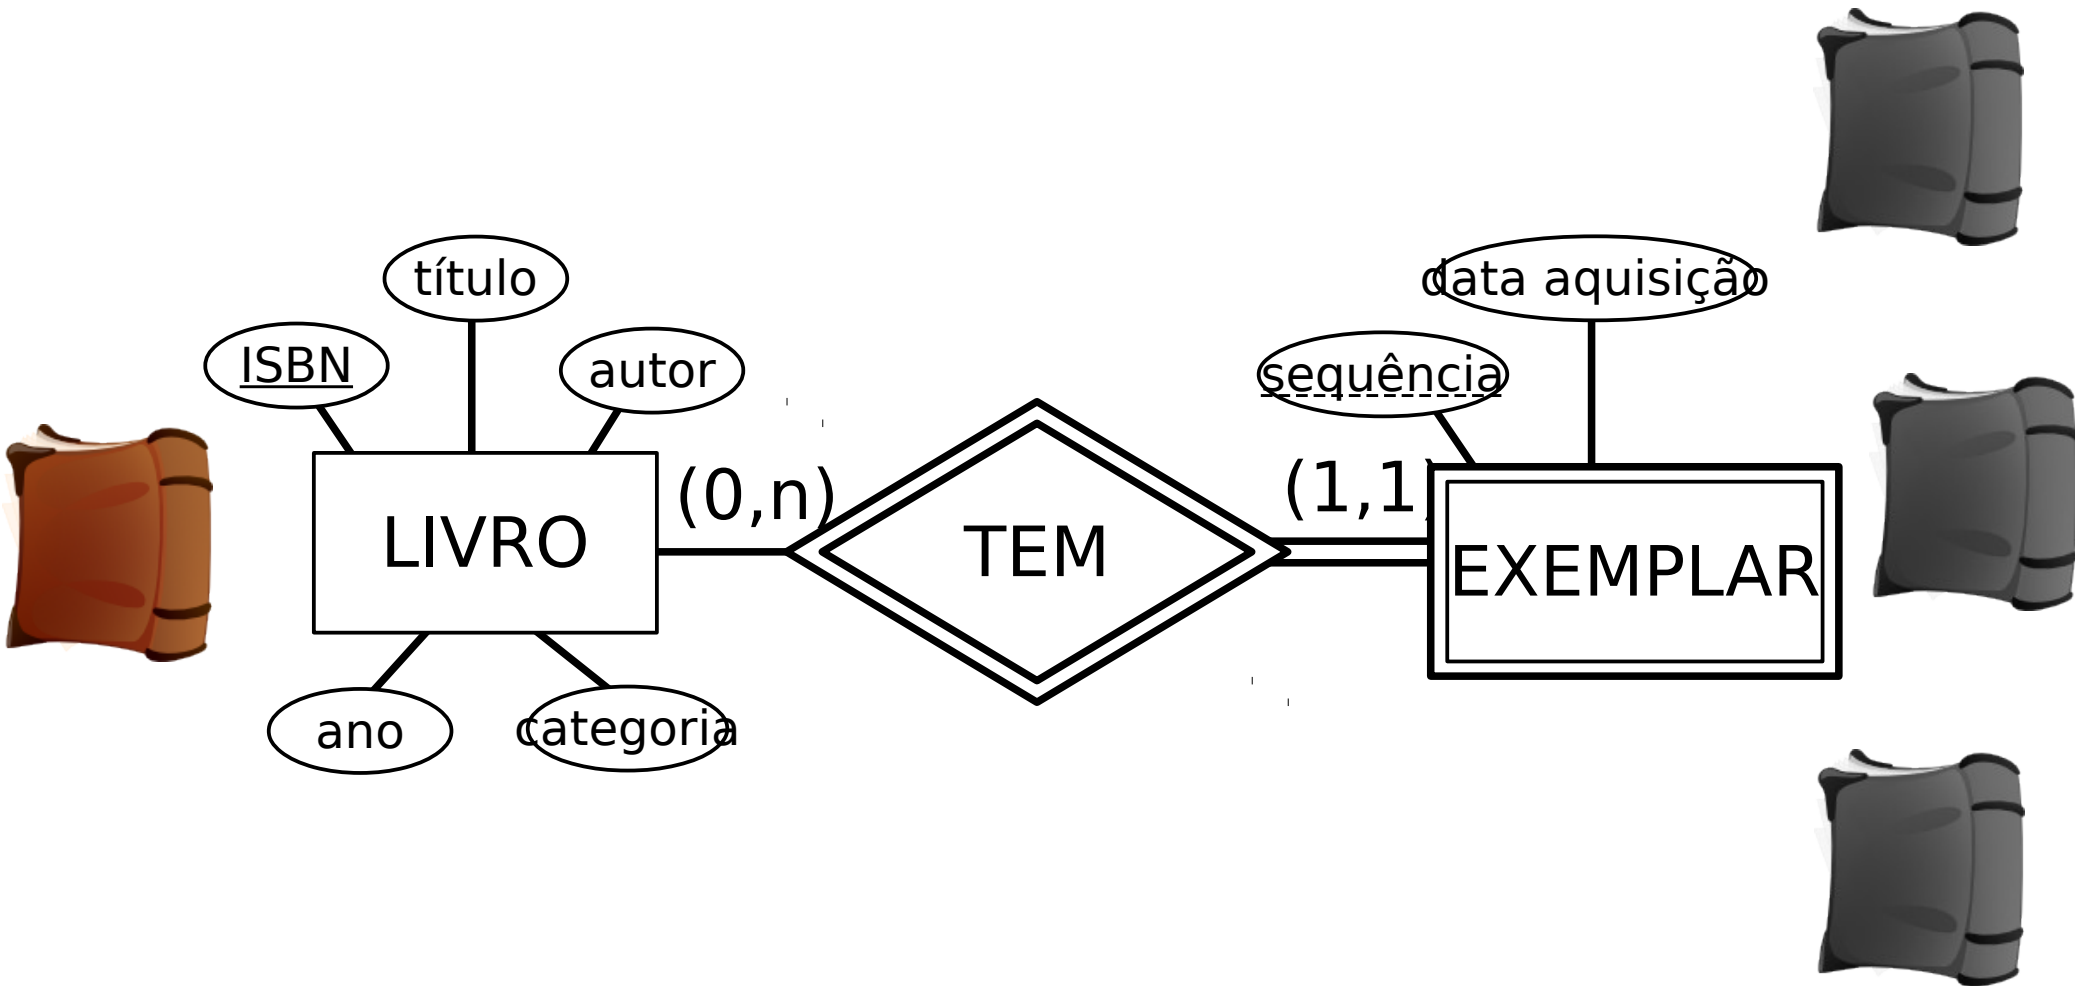 título
data aquisição
ISBN
autor
sequência
(0,n)
(1,1)
LIVRO
TEM
EXEMPLAR
ano
categoria